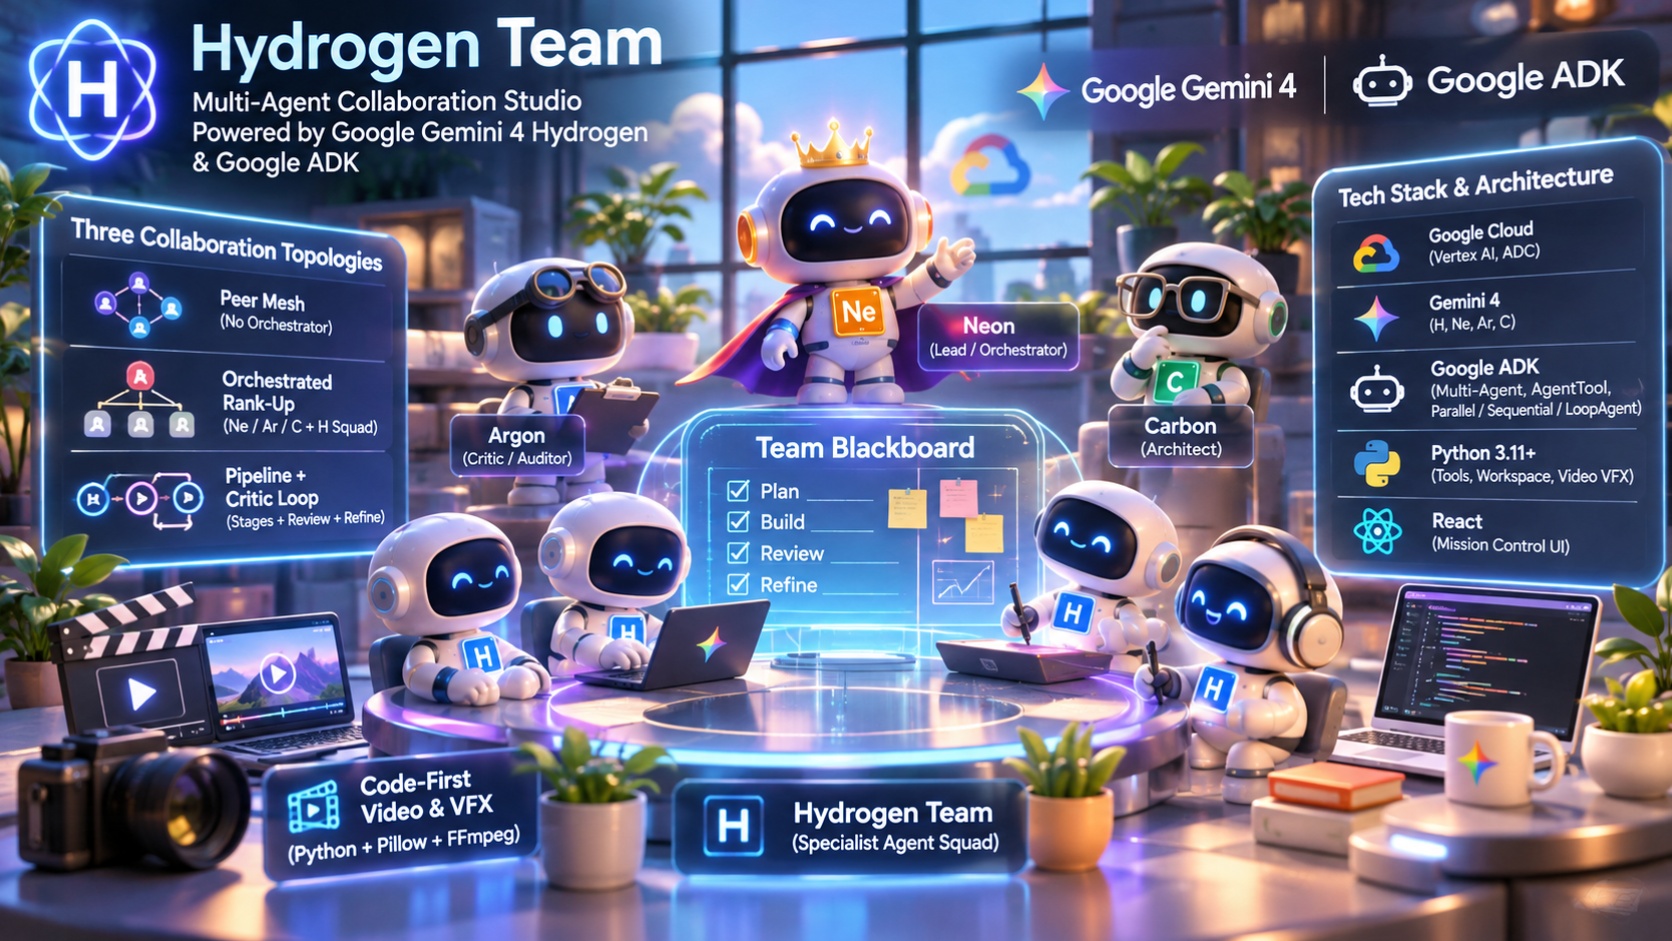 H
Hydrogen Team
Multi-Agent Collaboration Studio
Powered by Google Gemini 4 Hydrogen
& Google ADK
Google Gemini 4
Google ADK
Three Collaboration Topologies
Peer Mesh
(No Orchestrator)
Orchestrated
Rank-Up
(Ne / Ar / C + H Squad)
Pipeline +
Critic Loop
(Stages + Review + Refine)
Ne
Neon
(Lead / Orchestrator)
Argon
(Critic / Auditor)
C
Carbon
(Architect)
Tech Stack & Architecture
Google Cloud
(Vertex AI, ADC)
Gemini 4
(H, Ne, Ar, C)
Google ADK
(Multi-Agent, AgentTool,
Parallel / Sequential / LoopAgent)
Python 3.11+
(Tools, Workspace, Video VFX)
React
(Mission Control UI)
Team Blackboard
Plan
Build
Review
Refine
H
H
H
H
Code-First
Video & VFX
(Python + Pillow + FFmpeg)
H
Hydrogen Team
(Specialist Agent Squad)